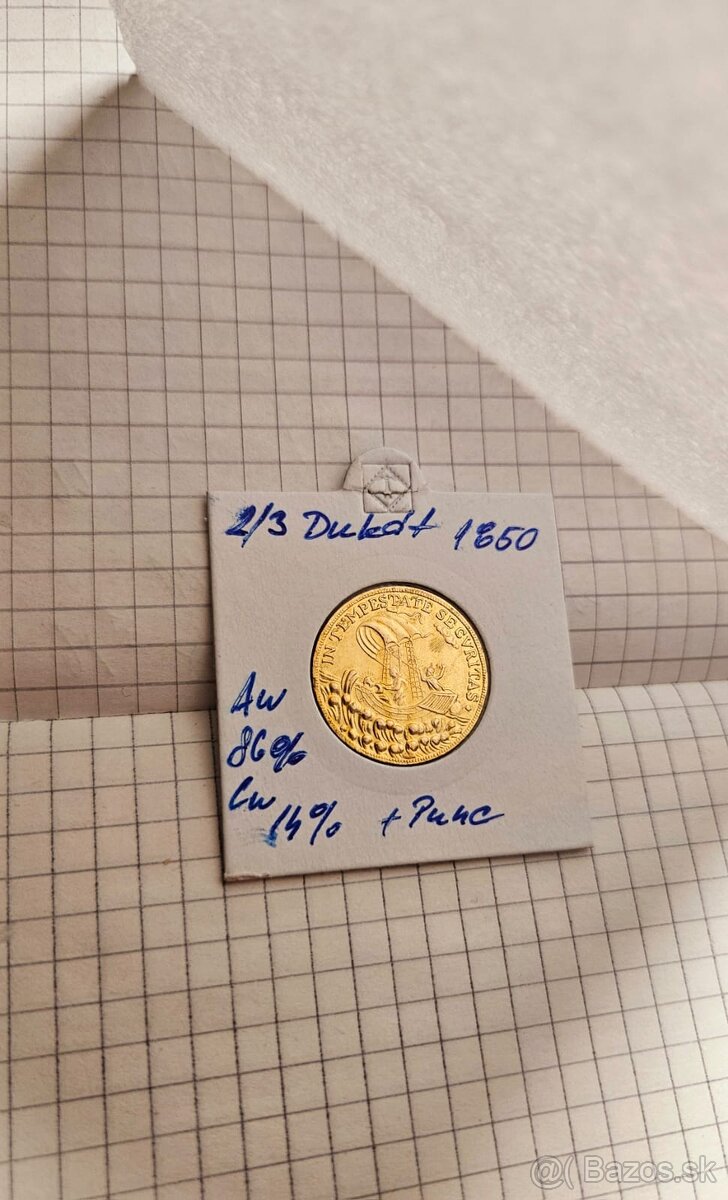 2/3 Dukát 1850
IN TEMPESTATE SECVRITAS
Au
86%
Cu
14% + Punc
@( Bazos.sk